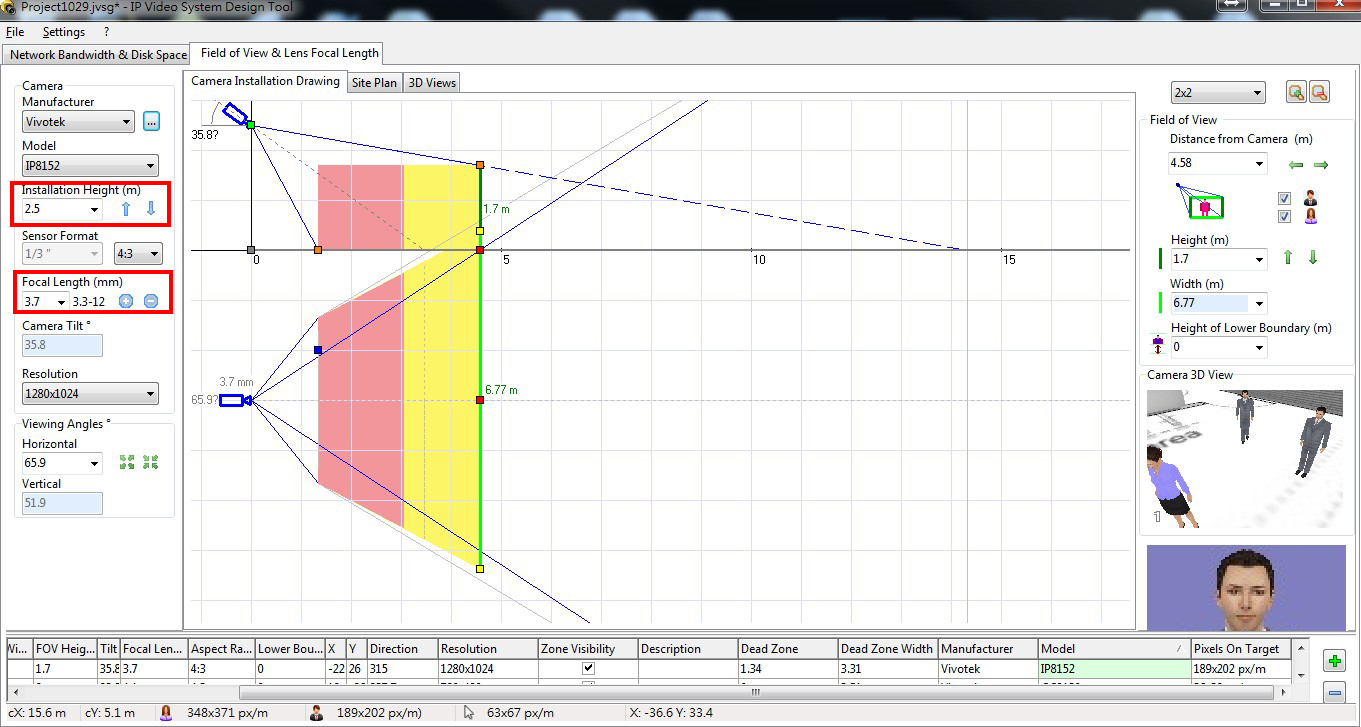 Project1029.jvsg* - IP Video System Design Tool
File Settings ?
Network Bandwidth & Disk Space Field of View & Lens Focal Length
Camera
Manufacturer
Vivotek ...
Model
IP8152
Installation Height (m)
2.5
Sensor Format
1/3 " 4:3
Focal Length (mm)
3.7 3.3-12
Camera Tilt °
35.8
Resolution
1280x1024
Viewing Angles °
Horizontal
65.9
Vertical
51.9
Camera Installation Drawing Site Plan 3D Views
35.8?
1.7 m
0 5 10 15
3.7 mm
65.9?
6.77 m
2x2
Field of View
Distance from Camera (m)
4.58
Height (m)
1.7
Width (m)
6.77
Height of Lower Boundary (m)
0
Camera 3D View
area
1
Wi... FOV Heig... Tilt Focal Len... Aspect Ra... Lower Bou... X Y Direction Resolution Zone Visibility Description Dead Zone Dead Zone Width Manufacturer Model Pixels On Target
1.7 35.8 3.7 4:3 0 -22 26 315 1280x1024 1.34 3.31 Vivotek IP8152 189x202 px/m
cX: 15.6 m cY: 5.1 m 348x371 px/m 189x202 px/m) 63x67 px/m X: -36.6 Y: 33.4